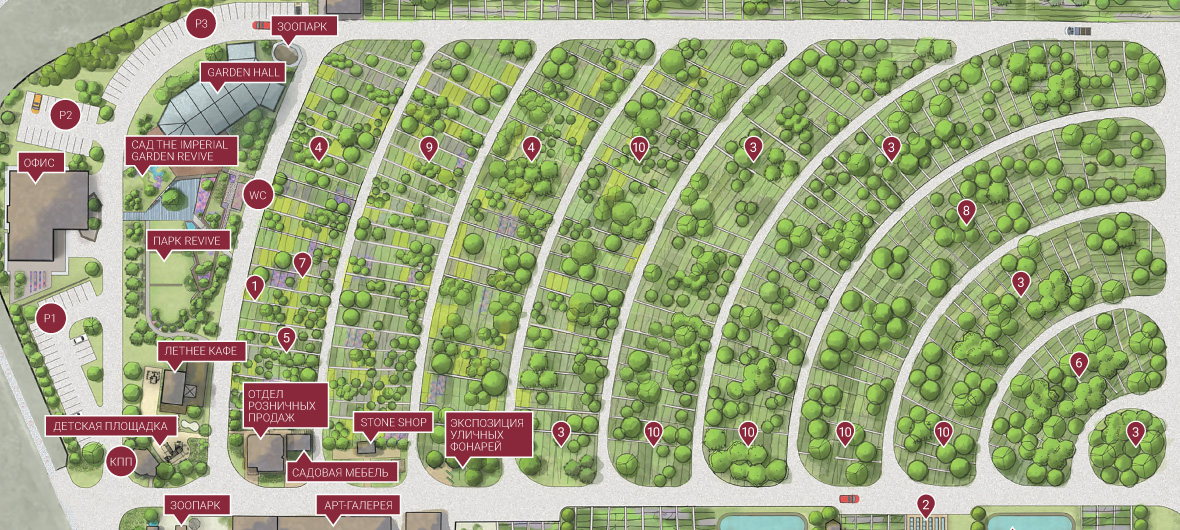 P3
ЗООПАРК
GARDEN HALL
P2
САД THE IMPERIAL
GARDEN REVIVE
ОФИС
4
9
4
10
3
3
WC
8
ПАРК REVIVE
7
1
3
P1
5
ЛЕТНЕЕ КАФЕ
6
ОТДЕЛ
РОЗНИЧНЫХ
ПРОДАЖ
STONE SHOP
ЭКСПОЗИЦИЯ
УЛИЧНЫХ
ФОНАРЕЙ
ДЕТСКАЯ ПЛОЩАДКА
3
10
10
10
10
3
КПП
САДОВАЯ МЕБЕЛЬ
ЗООПАРК
АРТ-ГАЛЕРЕЯ
2